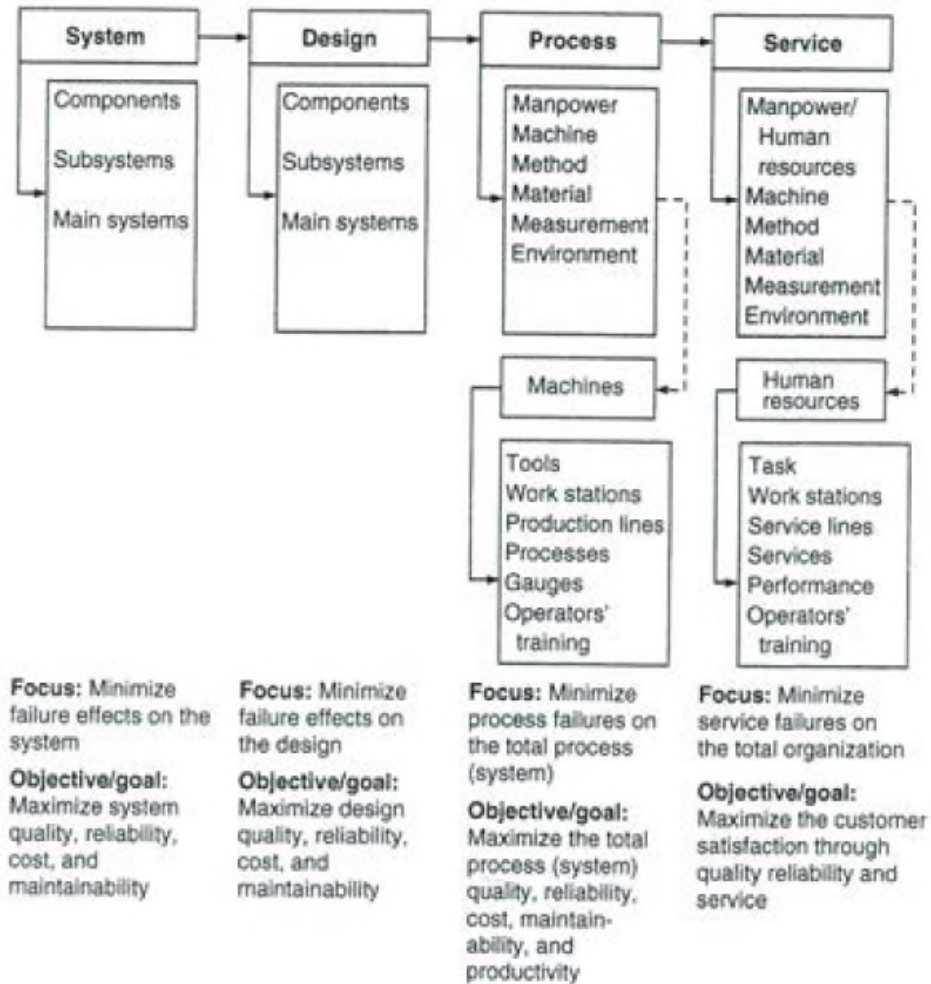 System
Design
Process
Service
Components
Subsystems
Main systems
Components
Subsystems
Main systems
Manpower
Machine
Method
Material
Measurement
Environment
Manpower/
Human
resources
Machine
Method
Material
Measurement
Environment
Machines
Human
resources
Tools
Work stations
Production lines
Processes
Gauges
Operators'
training
Task
Work stations
Service lines
Services
Performance
Operators'
training
Focus: Minimize
failure effects on the
system
Objective/goal:
Maximize system
quality, reliability,
cost, and
maintainability
Focus: Minimize
failure effects on
the design
Objective/goal:
Maximize design
quality, reliability,
cost, and
maintainability
Focus: Minimize
process failures on
the total process
(system)
Objective/goal:
Maximize the total
process (system)
quality, reliability,
cost, maintain-
ability, and
productivity
Focus: Minimize
service failures on
the total organization
Objective/goal:
Maximize the customer
satisfaction through
quality reliability and
service